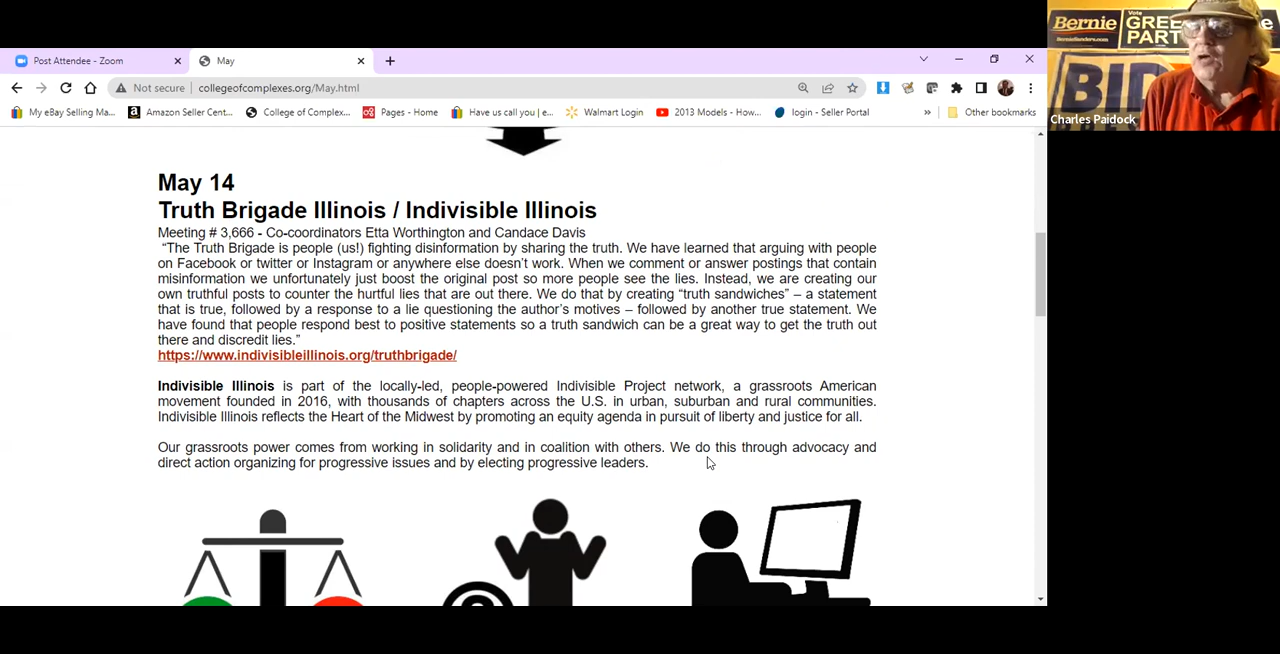 Bernie
BernieSanders.com
Vote
GREE
PART
ne
BID
Charles Paidock
Post Attendee - Zoom
May
Not secure
collegeofcomplexes.org/May.html
My eBay Selling Ma...
Amazon Seller Cent...
College of Complex...
Pages - Home
Have us call you | e...
Walmart Login
2013 Models - How...
login - Seller Portal
»
Other bookmarks
May 14
Truth Brigade Illinois / Indivisible Illinois
Meeting # 3,666 - Co-coordinators Etta Worthington and Candace Davis
“The Truth Brigade is people (us!) fighting disinformation by sharing the truth. We have learned that arguing with people
on Facebook or twitter or Instagram or anywhere else doesn’t work. When we comment or answer postings that contain
misinformation we unfortunately just boost the original post so more people see the lies. Instead, we are creating our
own truthful posts to counter the hurtful lies that are out there. We do that by creating “truth sandwiches” – a statement
that is true, followed by a response to a lie questioning the author’s motives – followed by another true statement. We
have found that people respond best to positive statements so a truth sandwich can be a great way to get the truth out
there and discredit lies.”
https://www.indivisibleillinois.org/truthbrigade/
Indivisible Illinois is part of the locally-led, people-powered Indivisible Project network, a grassroots American
movement founded in 2016, with thousands of chapters across the U.S. in urban, suburban and rural communities.
Indivisible Illinois reflects the Heart of the Midwest by promoting an equity agenda in pursuit of liberty and justice for all.
Our grassroots power comes from working in solidarity and in coalition with others. We do this through advocacy and
direct action organizing for progressive issues and by electing progressive leaders.